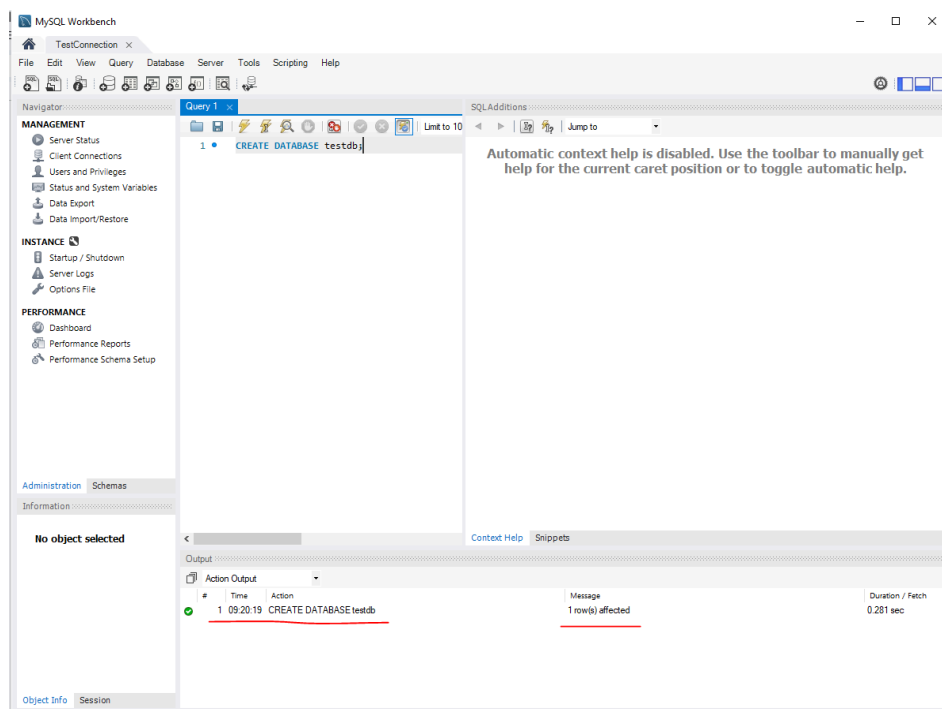 MySQL Workbench
TestConnection
File Edit View Query Database Server Tools Scripting Help
Navigator
MANAGEMENT
Server Status
Client Connections
Users and Privileges
Status and System Variables
Data Export
Data Import/Restore
INSTANCE
Startup / Shutdown
Server Logs
Options File
PERFORMANCE
Dashboard
Performance Reports
Performance Schema Setup
Administration Schemas
Information
No object selected
Object Info Session
Query 1
Limit to 10
1 CREATE DATABASE testdb;
SQLAdditions
Jump to
Automatic context help is disabled. Use the toolbar to manually get
help for the current caret position or to toggle automatic help.
Context Help Snippets
Output
Action Output
# Time Action Message Duration / Fetch
1 09:20:19 CREATE DATABASE testdb 1 row(s) affected 0.281 sec